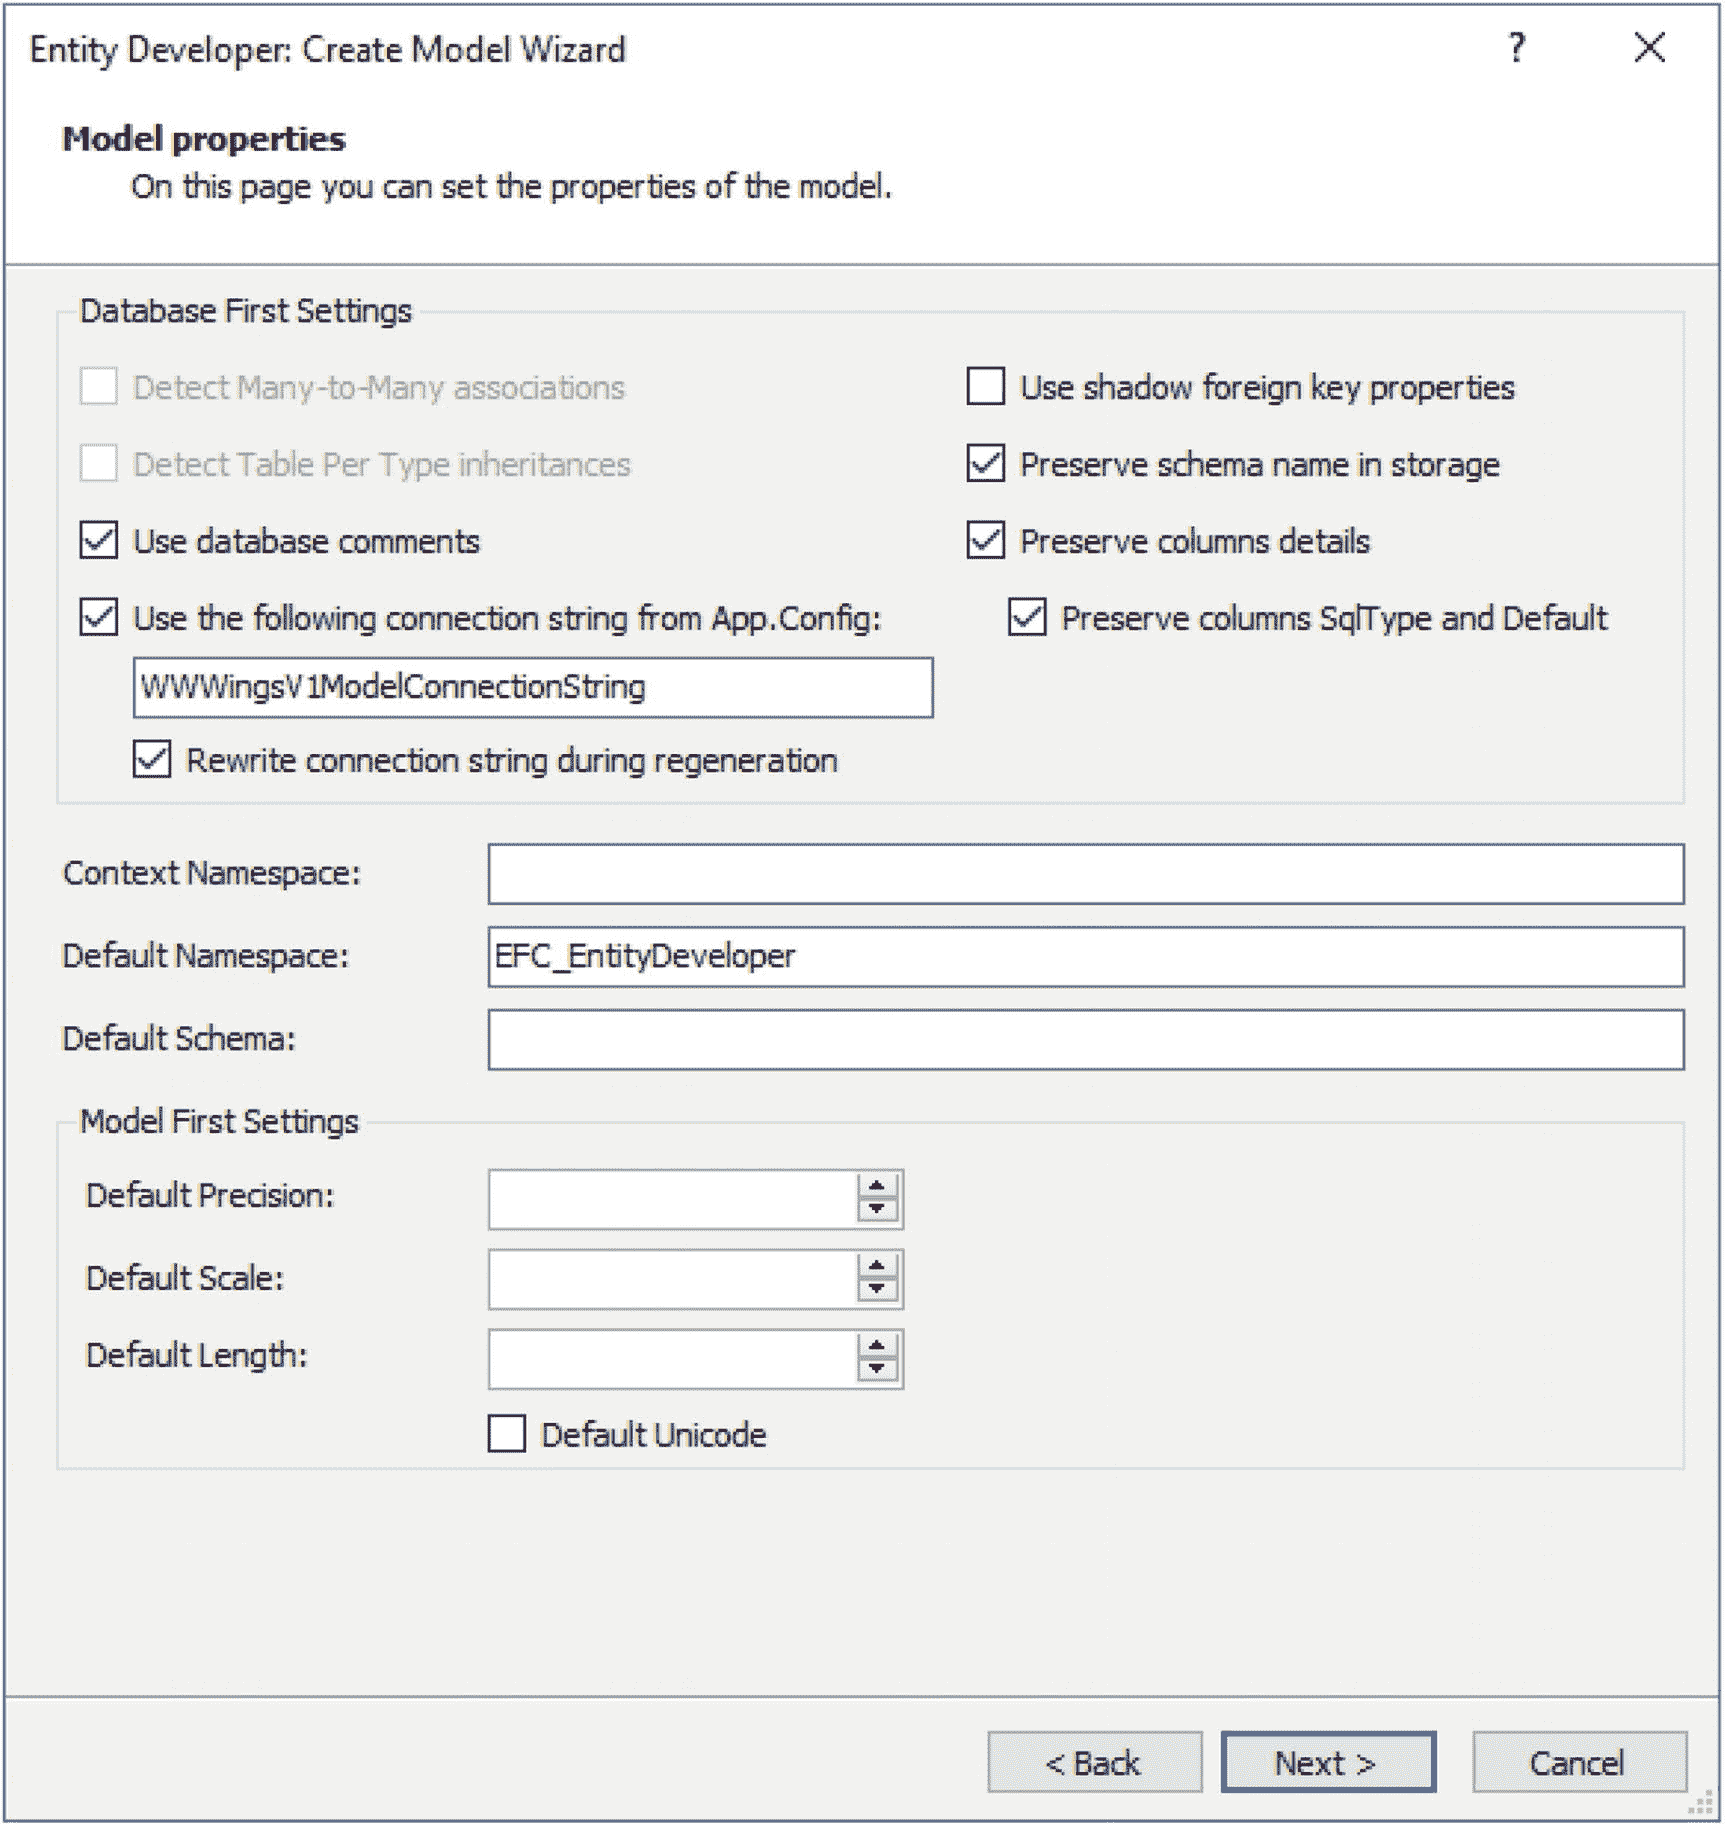 Entity Developer: Create Model Wizard ?
Model properties
On this page you can set the properties of the model.
Database First Settings
Detect Many-to-Many associations
Use shadow foreign key properties
Detect Table Per Type inheritances
Preserve schema name in storage
Use database comments
Preserve columns details
Use the following connection string from App.Config:
Preserve columns SqlType and Default
WWWingsV1ModelConnectionString
Rewrite connection string during regeneration
Context Namespace:
Default Namespace: EFC_EntityDeveloper
Default Schema:
Model First Settings
Default Precision:
Default Scale:
Default Length:
Default Unicode
< Back Next > Cancel